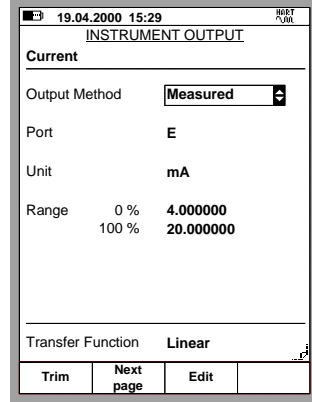 19.04.2000 15:29 HART
INSTRUMENT OUTPUT
Current
Output Method Measured
Port E
Unit mA
Range 0 % 4.000000
100 % 20.000000
Transfer Function Linear
Trim Next page Edit